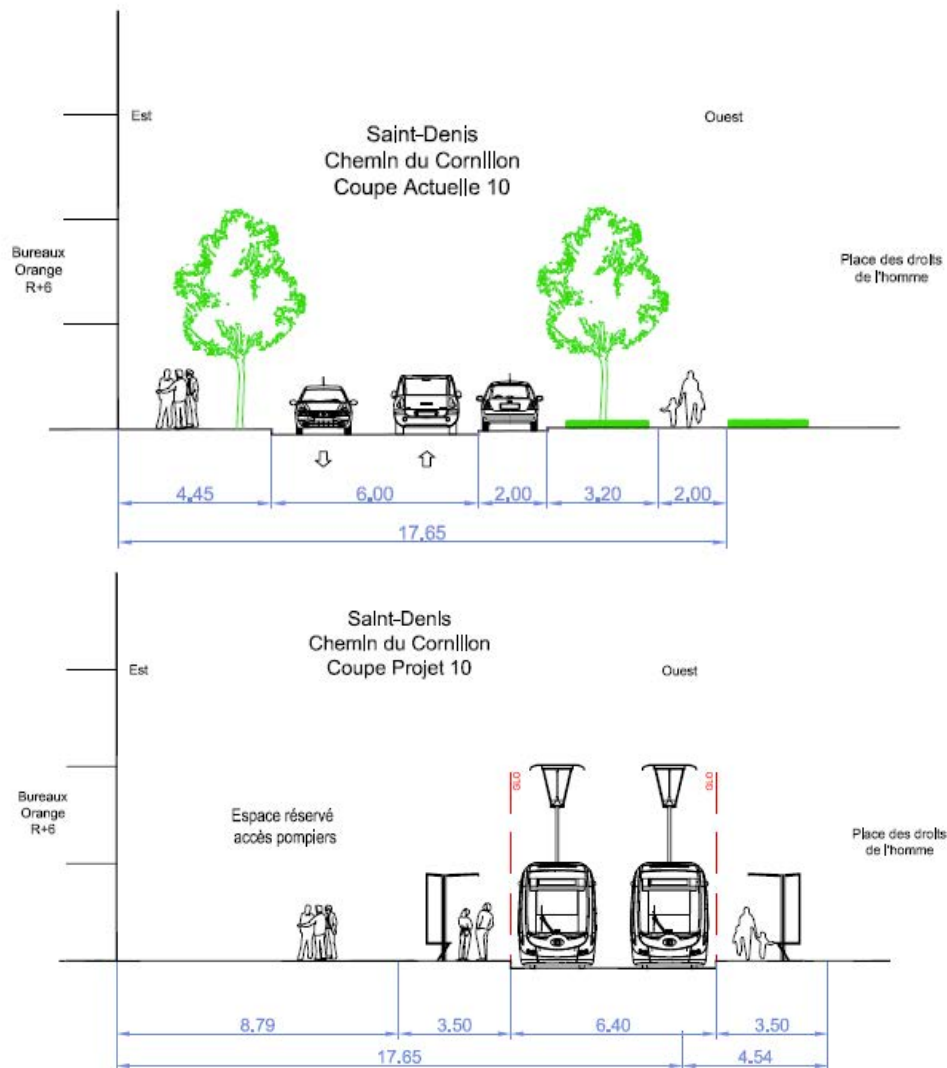 Est
Ouest
Saint-Denis
Chemin du Cornillon
Coupe Actuelle 10
Bureaux
Orange
R+6
Place des droits
de l'homme
4.45
6.00
2.00
3.20
2.00
17.65
Saint-Denis
Chemin du Cornillon
Coupe Projet 10
Est
Ouest
GLO
GLO
Bureaux
Orange
R+6
Espace réservé
accès pompiers
Place des droits
de l'homme
8.79
3.50
6.40
3.50
17.65
4.54